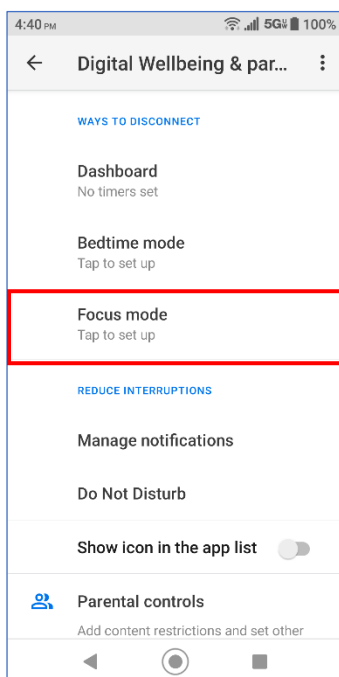 4:40 PM 5G 100%
Digital Wellbeing & par...
WAYS TO DISCONNECT
Dashboard
No timers set
Bedtime mode
Tap to set up
Focus mode
Tap to set up
REDUCE INTERRUPTIONS
Manage notifications
Do Not Disturb
Show icon in the app list
Parental controls
Add content restrictions and set other